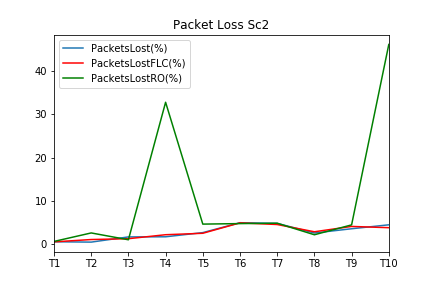 Packet Loss Sc2
PacketsLost(%)
PacketsLostFLC(%)
PacketsLostRO(%)
40
30
20
10
0
T1 T2 T3 T4 T5 T6 T7 T8 T9 T10